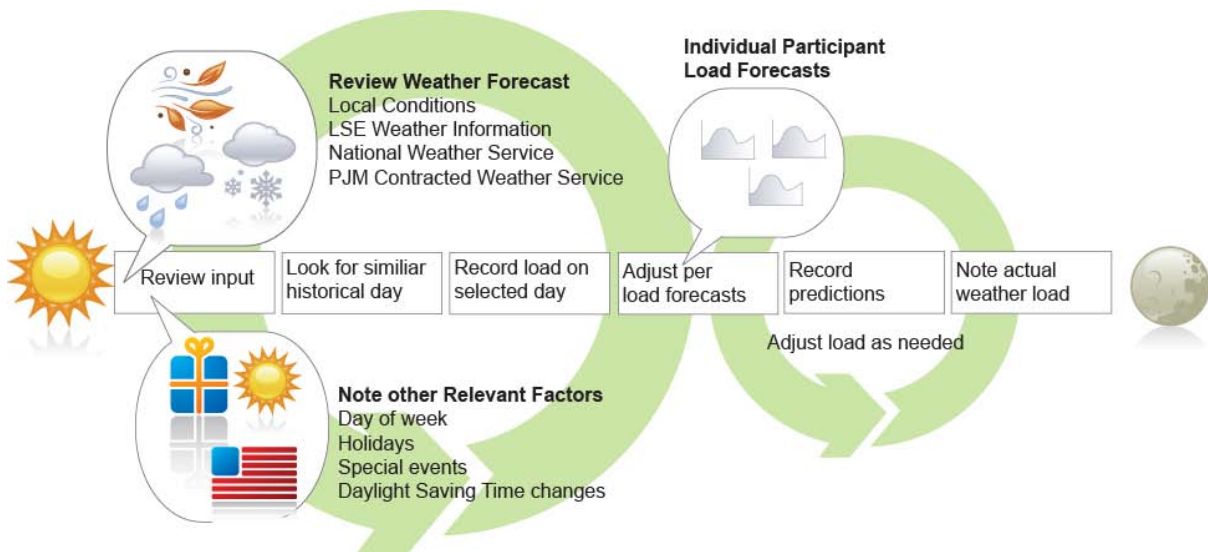 Individual Participant
Load Forecasts
Review Weather Forecast
Local Conditions
LSE Weather Information
National Weather Service
PJM Contracted Weather Service
Review input
Look for similiar
historical day
Record load on
selected day
Adjust per
load forecasts
Record
predictions
Note actual
weather load
Adjust load as needed
Note other Relevant Factors
Day of week
Holidays
Special events
Daylight Saving Time changes